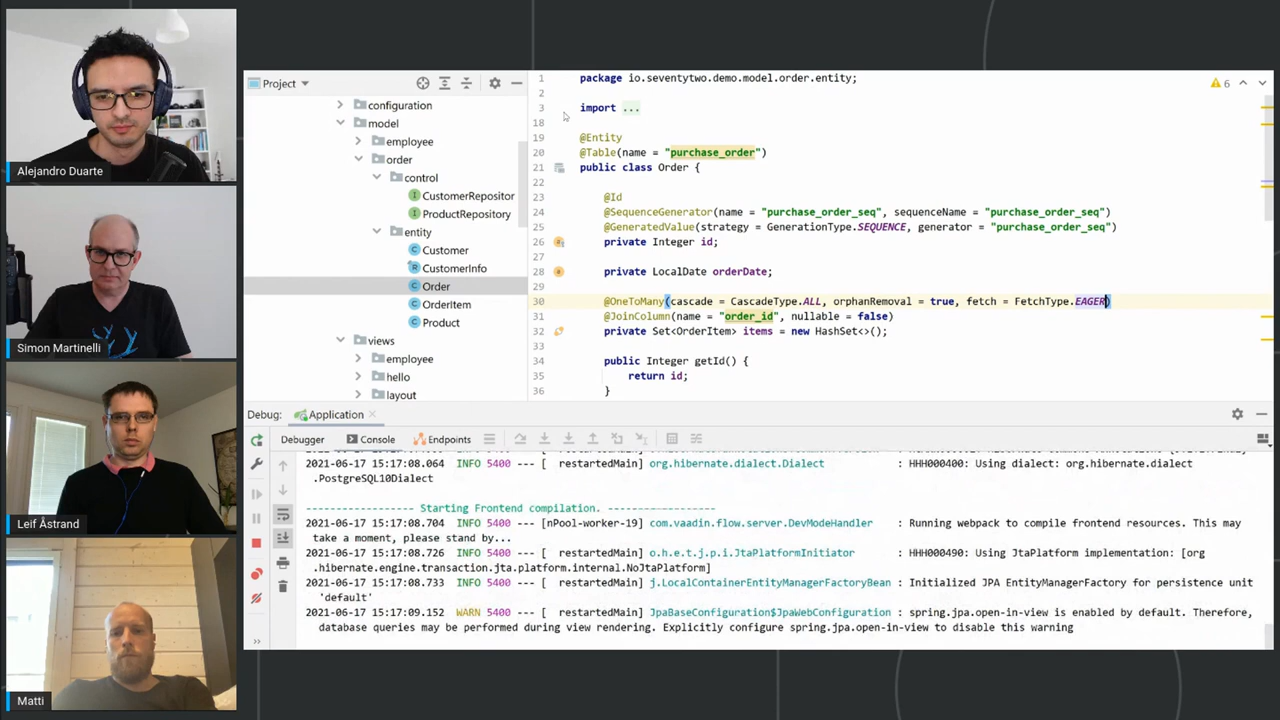 Alejandro Duarte
Simon Martinelli
Leif Åstrand
Matti
Project
configuration
model
employee
order
control
CustomerRepositor
ProductRepository
entity
Customer
CustomerInfo
Order
OrderItem
Product
views
employee
hello
layout
6
1 package io.seventytwo.demo.model.order.entity;
2
3 import ...
18
19 @Entity
20 @Table(name = "purchase_order")
21 public class Order {
22
23 @Id
24 @SequenceGenerator(name = "purchase_order_seq", sequenceName = "purchase_order_seq")
25 @GeneratedValue(strategy = GenerationType.SEQUENCE, generator = "purchase_order_seq")
26 private Integer id;
28 private LocalDate orderDate;
30 @OneToMany(cascade = CascadeType.ALL, orphanRemoval = true, fetch = FetchType.EAGER)
31 @JoinColumn(name = "order_id", nullable = false)
32 private Set<OrderItem> items = new HashSet<>();
34 public Integer getId() {
35 return id;
36 }
Debug: Application
Debugger Console Endpoints
2021-06-17 15:17:08.064 INFO 5400 --- [ restartedMain] org.hibernate.dialect.Dialect : HHH000400: Using dialect: org.hibernate.dialect
.PostgreSQL10Dialect
----------------- Starting Frontend compilation. ------------------
2021-06-17 15:17:08.704 INFO 5400 --- [nPool-worker-19] com.vaadin.flow.server.DevModeHandler : Running webpack to compile frontend resources. This may
take a moment, please stand by...
2021-06-17 15:17:08.726 INFO 5400 --- [ restartedMain] o.h.e.t.j.p.i.JtaPlatformInitiator : HHH000490: Using JtaPlatform implementation: [org
.hibernate.engine.transaction.jta.platform.internal.NoJtaPlatform]
2021-06-17 15:17:08.733 INFO 5400 --- [ restartedMain] j.LocalContainerEntityManagerFactoryBean : Initialized JPA EntityManagerFactory for persistence unit
'default'
2021-06-17 15:17:09.152 WARN 5400 --- [ restartedMain] JpaBaseConfiguration$JpaWebConfiguration : spring.jpa.open-in-view is enabled by default. Therefore,
database queries may be performed during view rendering. Explicitly configure spring.jpa.open-in-view to disable this warning